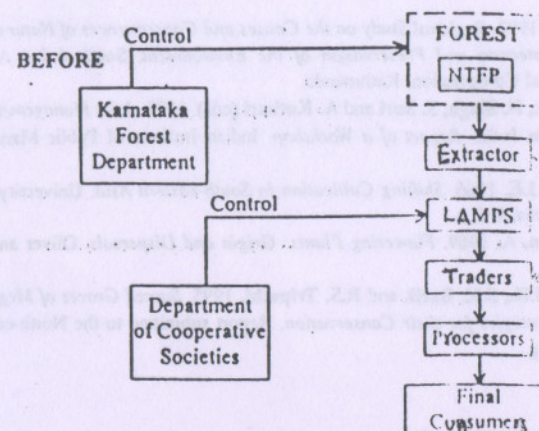 Control
FOREST
BEFORE
NTFP
Karnataka
Forest
Department
Extractor
Control
LAMPS
Traders
Department
of Cooperative
Societies
Processors
Final
Consumers